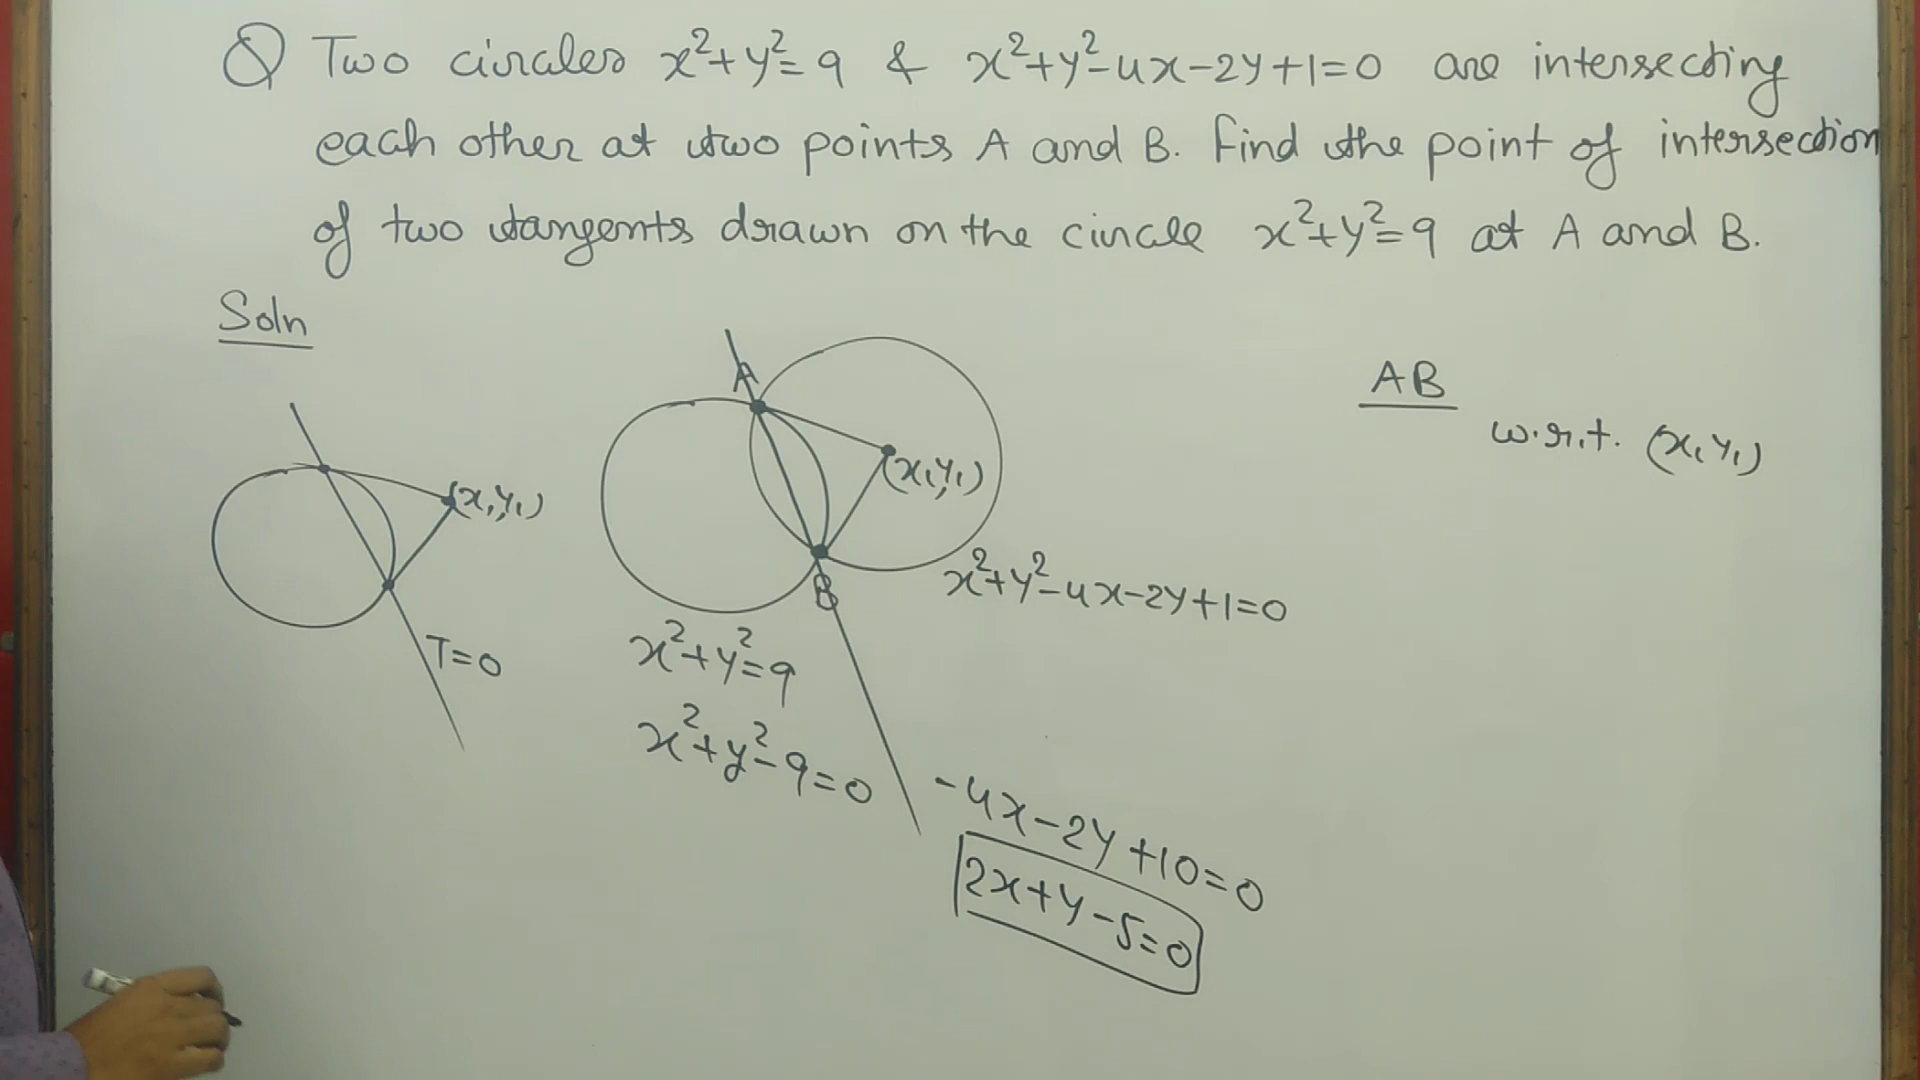 Q Two circles x²+y²=9 & x²+y²-4x-2y+1=0 are intersecting
each other at two points A and B. Find the point of intersection
of two tangents drawn on the circle x²+y²=9 at A and B.
Soln
(x₁,y₁)
T=0
A
(x₁,y₁)
B
x²+y²-4x-2y+1=0
x²+y²=9
x²+y²-9=0
-4x-2y+10=0
2x+y-5=0
AB
w.r.t. (x₁,y₁)